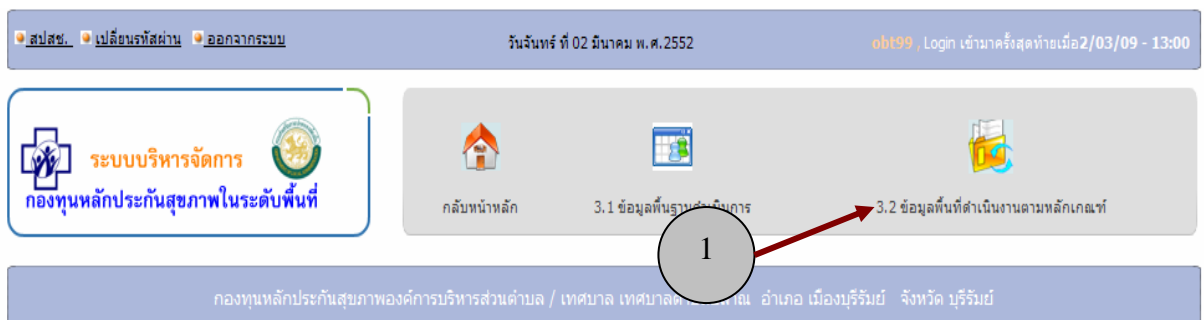 สปสช. เปลี่ยนรหัสผ่าน ออกจากระบบ วันจันทร์ ที่ 02 มีนาคม พ.ศ.2552 obt99 , Login เข้ามาครั้งสุดท้ายเมื่อ2/03/09 - 13:00
ระบบบริหารจัดการ
กองทุนหลักประกันสุขภาพในระดับพื้นที่
กลับหน้าหลัก 3.1 ข้อมูลพื้นฐานดำเนินการ 3.2 ข้อมูลพื้นที่ดำเนินงานตามหลักเกณฑ์
1
กองทุนหลักประกันสุขภาพองค์การบริหารส่วนตำบล / เทศบาล อำเภอ เมืองบุรีรัมย์ จังหวัด บุรีรัมย์